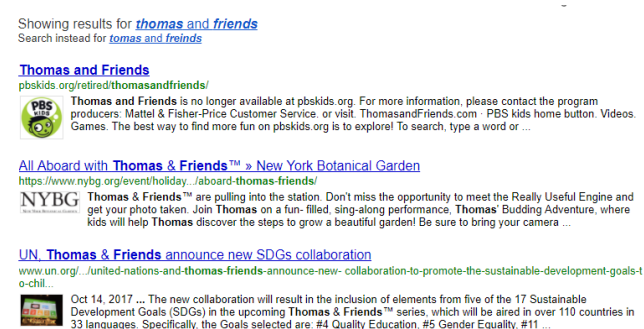 Showing results for thomas and friends
Search instead for tomas and freinds
Thomas and Friends
pbskids.org/retired/thomasandfriends/
PBS
KIDS
Thomas and Friends is no longer available at pbskids.org. For more information, please contact the program
producers: Mattel & Fisher-Price Customer Service. or visit. ThomasandFriends.com · PBS kids home button. Videos.
Games. The best way to find more fun on pbskids.org is to explore! To search, type a word or ...
All Aboard with Thomas & Friends™ » New York Botanical Garden
https://www.nybg.org/event/holiday.../aboard-thomas-friends/
NYBG
NEW YORK BOTANICAL GARDEN
Thomas & Friends™ are pulling into the station. Don't miss the opportunity to meet the Really Useful Engine and
get your photo taken. Join Thomas on a fun- filled, sing-along performance, Thomas' Budding Adventure, where
kids will help Thomas discover the steps to grow a beautiful garden! Be sure to bring your camera ...
UN, Thomas & Friends announce new SDGs collaboration
www.un.org/.../united-nations-and-thomas-friends-announce-new- collaboration-to-promote-the-sustainable-development-goals-t
o-chil...
Oct 14, 2017 ... The new collaboration will result in the inclusion of elements from five of the 17 Sustainable
Development Goals (SDGs) in the upcoming Thomas & Friends™ series, which will be aired in over 110 countries in
33 languages. Specifically, the Goals selected are: #4 Quality Education, #5 Gender Equality, #11 ...